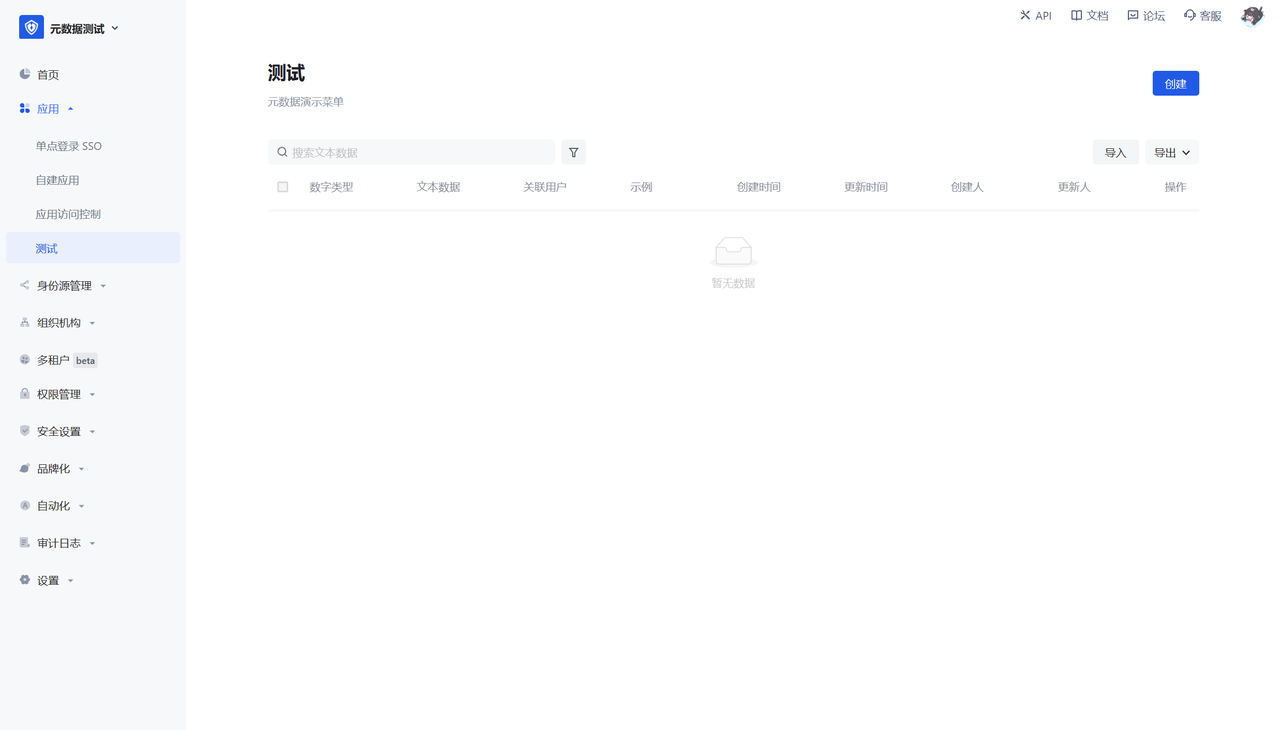 元数据测试
API 文档 论坛 客服
首页
应用
单点登录 SSO
自建应用
应用访问控制
测试
身份源管理
组织机构
多租户 beta
权限管理
安全设置
品牌化
自动化
审计日志
设置
测试
元数据演示菜单
创建
搜索文本数据
导入 导出
数字类型 文本数据 关联用户 示例 创建时间 更新时间 创建人 更新人 操作
暂无数据